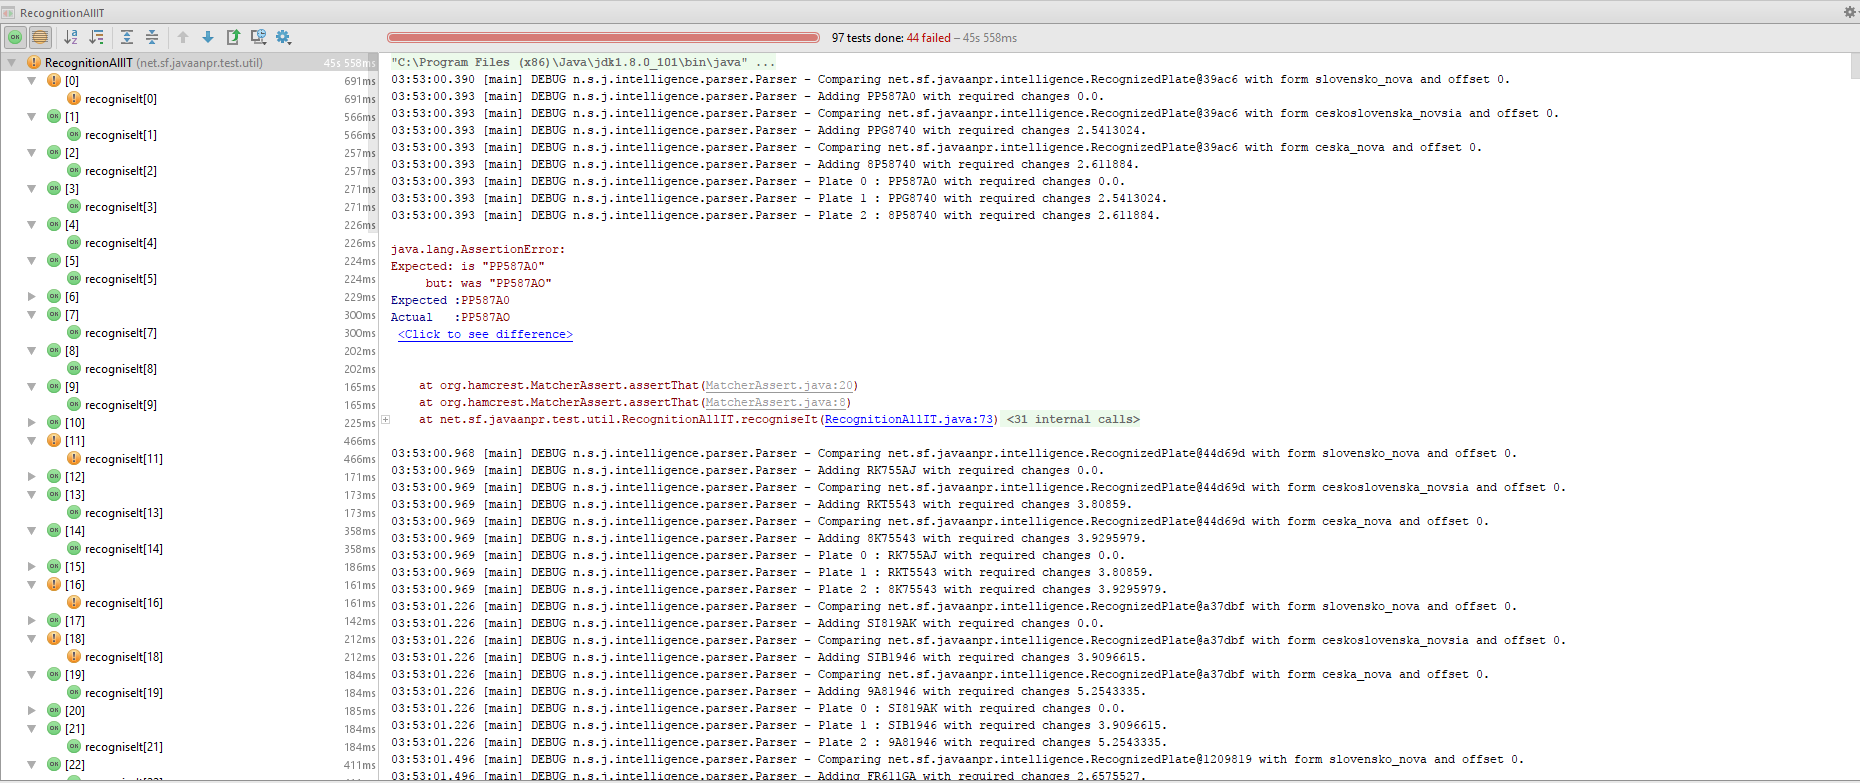 RecognitionAllIT
97 tests done: 44 failed – 45s 558ms
RecognitionAllIT (net.sf.javaanpr.test.util) 45s 558ms
[0] 691ms
recogniseIt[0] 691ms
[1] 566ms
recogniseIt[1] 566ms
[2] 257ms
recogniseIt[2] 257ms
[3] 271ms
recogniseIt[3] 271ms
[4] 226ms
recogniseIt[4] 226ms
[5] 224ms
recogniseIt[5] 224ms
[6] 229ms
[7] 300ms
recogniseIt[7] 300ms
[8] 202ms
recogniseIt[8] 202ms
[9] 165ms
recogniseIt[9] 165ms
[10] 225ms
[11] 466ms
recogniseIt[11] 466ms
[12] 171ms
[13] 173ms
recogniseIt[13] 173ms
[14] 358ms
recogniseIt[14] 358ms
[15] 186ms
[16] 161ms
recogniseIt[16] 161ms
[17] 142ms
[18] 212ms
recogniseIt[18] 212ms
[19] 184ms
recogniseIt[19] 184ms
[20] 185ms
[21] 184ms
recogniseIt[21] 184ms
[22] 411ms
"C:\Program Files (x86)\Java\jdk1.8.0_101\bin\java" ...
03:53:00.390 [main] DEBUG n.s.j.intelligence.parser.Parser - Comparing net.sf.javaanpr.intelligence.RecognizedPlate@39ac6 with form slovensko_nova and offset 0.
03:53:00.393 [main] DEBUG n.s.j.intelligence.parser.Parser - Adding PP587A0 with required changes 0.0.
03:53:00.393 [main] DEBUG n.s.j.intelligence.parser.Parser - Comparing net.sf.javaanpr.intelligence.RecognizedPlate@39ac6 with form ceskoslovenska_novsia and offset 0.
03:53:00.393 [main] DEBUG n.s.j.intelligence.parser.Parser - Adding PPG8740 with required changes 2.5413024.
03:53:00.393 [main] DEBUG n.s.j.intelligence.parser.Parser - Comparing net.sf.javaanpr.intelligence.RecognizedPlate@39ac6 with form ceska_nova and offset 0.
03:53:00.393 [main] DEBUG n.s.j.intelligence.parser.Parser - Adding 8P58740 with required changes 2.611884.
03:53:00.393 [main] DEBUG n.s.j.intelligence.parser.Parser - Plate 0 : PP587A0 with required changes 0.0.
03:53:00.393 [main] DEBUG n.s.j.intelligence.parser.Parser - Plate 1 : PPG8740 with required changes 2.5413024.
03:53:00.393 [main] DEBUG n.s.j.intelligence.parser.Parser - Plate 2 : 8P58740 with required changes 2.611884.
java.lang.AssertionError:
Expected: is "PP587A0"
but: was "PP587AO"
Expected :PP587A0
Actual :PP587AO
<Click to see difference>
at org.hamcrest.MatcherAssert.assertThat(MatcherAssert.java:20)
at org.hamcrest.MatcherAssert.assertThat(MatcherAssert.java:8)
at net.sf.javaanpr.test.util.RecognitionAllIT.recogniseIt(RecognitionAllIT.java:73) <31 internal calls>
03:53:00.968 [main] DEBUG n.s.j.intelligence.parser.Parser - Comparing net.sf.javaanpr.intelligence.RecognizedPlate@44d69d with form slovensko_nova and offset 0.
03:53:00.969 [main] DEBUG n.s.j.intelligence.parser.Parser - Adding RK755AJ with required changes 0.0.
03:53:00.969 [main] DEBUG n.s.j.intelligence.parser.Parser - Comparing net.sf.javaanpr.intelligence.RecognizedPlate@44d69d with form ceskoslovenska_novsia and offset 0.
03:53:00.969 [main] DEBUG n.s.j.intelligence.parser.Parser - Adding RKT5543 with required changes 3.80859.
03:53:00.969 [main] DEBUG n.s.j.intelligence.parser.Parser - Comparing net.sf.javaanpr.intelligence.RecognizedPlate@44d69d with form ceska_nova and offset 0.
03:53:00.969 [main] DEBUG n.s.j.intelligence.parser.Parser - Adding 8K75543 with required changes 3.9295979.
03:53:00.969 [main] DEBUG n.s.j.intelligence.parser.Parser - Plate 0 : RK755AJ with required changes 0.0.
03:53:00.969 [main] DEBUG n.s.j.intelligence.parser.Parser - Plate 1 : RKT5543 with required changes 3.80859.
03:53:00.969 [main] DEBUG n.s.j.intelligence.parser.Parser - Plate 2 : 8K75543 with required changes 3.9295979.
03:53:01.226 [main] DEBUG n.s.j.intelligence.parser.Parser - Comparing net.sf.javaanpr.intelligence.RecognizedPlate@a37dbf with form slovensko_nova and offset 0.
03:53:01.226 [main] DEBUG n.s.j.intelligence.parser.Parser - Adding SI819AK with required changes 0.0.
03:53:01.226 [main] DEBUG n.s.j.intelligence.parser.Parser - Comparing net.sf.javaanpr.intelligence.RecognizedPlate@a37dbf with form ceskoslovenska_novsia and offset 0.
03:53:01.226 [main] DEBUG n.s.j.intelligence.parser.Parser - Adding SIB1946 with required changes 3.9096615.
03:53:01.226 [main] DEBUG n.s.j.intelligence.parser.Parser - Comparing net.sf.javaanpr.intelligence.RecognizedPlate@a37dbf with form ceska_nova and offset 0.
03:53:01.226 [main] DEBUG n.s.j.intelligence.parser.Parser - Adding 9A81946 with required changes 5.2543335.
03:53:01.226 [main] DEBUG n.s.j.intelligence.parser.Parser - Plate 0 : SI819AK with required changes 0.0.
03:53:01.226 [main] DEBUG n.s.j.intelligence.parser.Parser - Plate 1 : SIB1946 with required changes 3.9096615.
03:53:01.226 [main] DEBUG n.s.j.intelligence.parser.Parser - Plate 2 : 9A81946 with required changes 5.2543335.
03:53:01.496 [main] DEBUG n.s.j.intelligence.parser.Parser - Comparing net.sf.javaanpr.intelligence.RecognizedPlate@1209819 with form slovensko_nova and offset 0.
03:53:01.496 [main] DEBUG n.s.j.intelligence.parser.Parser - Adding FR611GA with required changes 2.6575527.